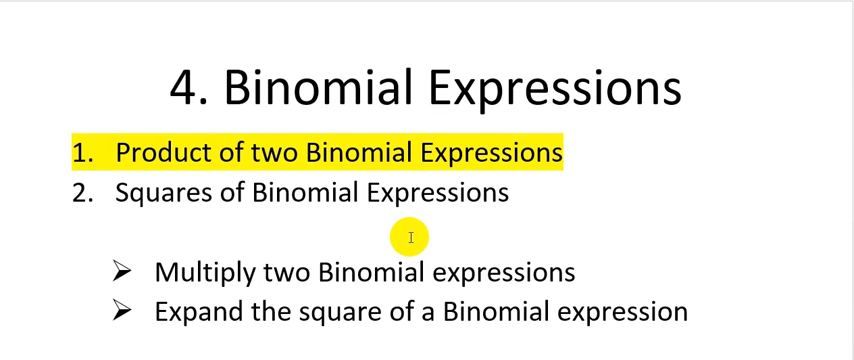 4. Binomial Expressions
1. Product of two Binomial Expressions
2. Squares of Binomial Expressions
➢ Multiply two Binomial expressions
➢ Expand the square of a Binomial expression